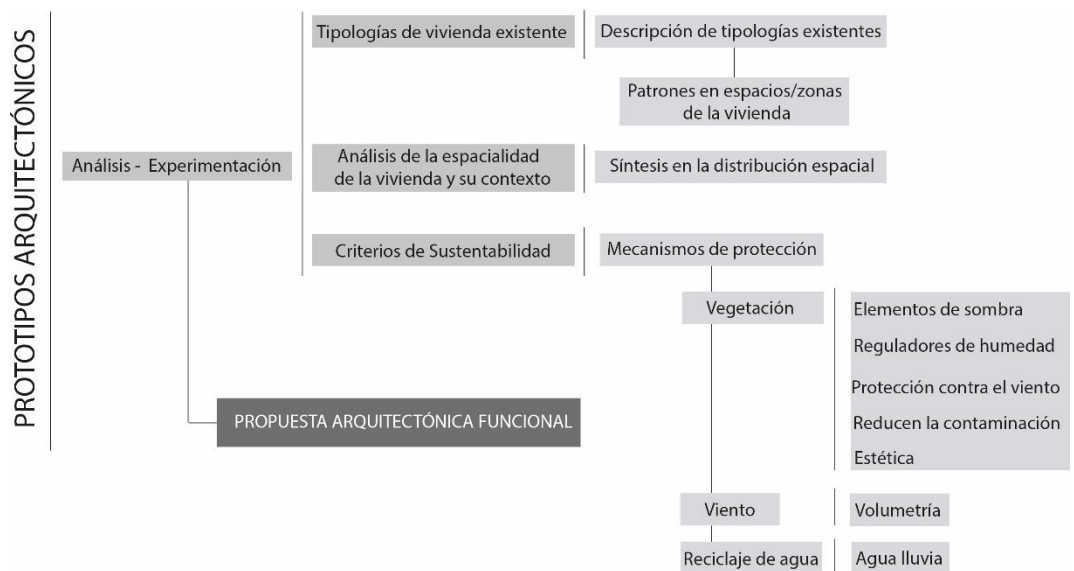 PROTOTIPOS ARQUITECTÓNICOS
Análisis - Experimentación
Tipologías de vivienda existente
Descripción de tipologías existentes
Patrones en espacios/zonas
de la vivienda
Análisis de la espacialidad
de la vivienda y su contexto
Síntesis en la distribución espacial
Criterios de Sustentabilidad
Mecanismos de protección
Vegetación
Elementos de sombra
Reguladores de humedad
Protección contra el viento
Reducen la contaminación
Estética
Viento
Volumetría
Reciclaje de agua
Agua lluvia
PROPUESTA ARQUITECTÓNICA FUNCIONAL